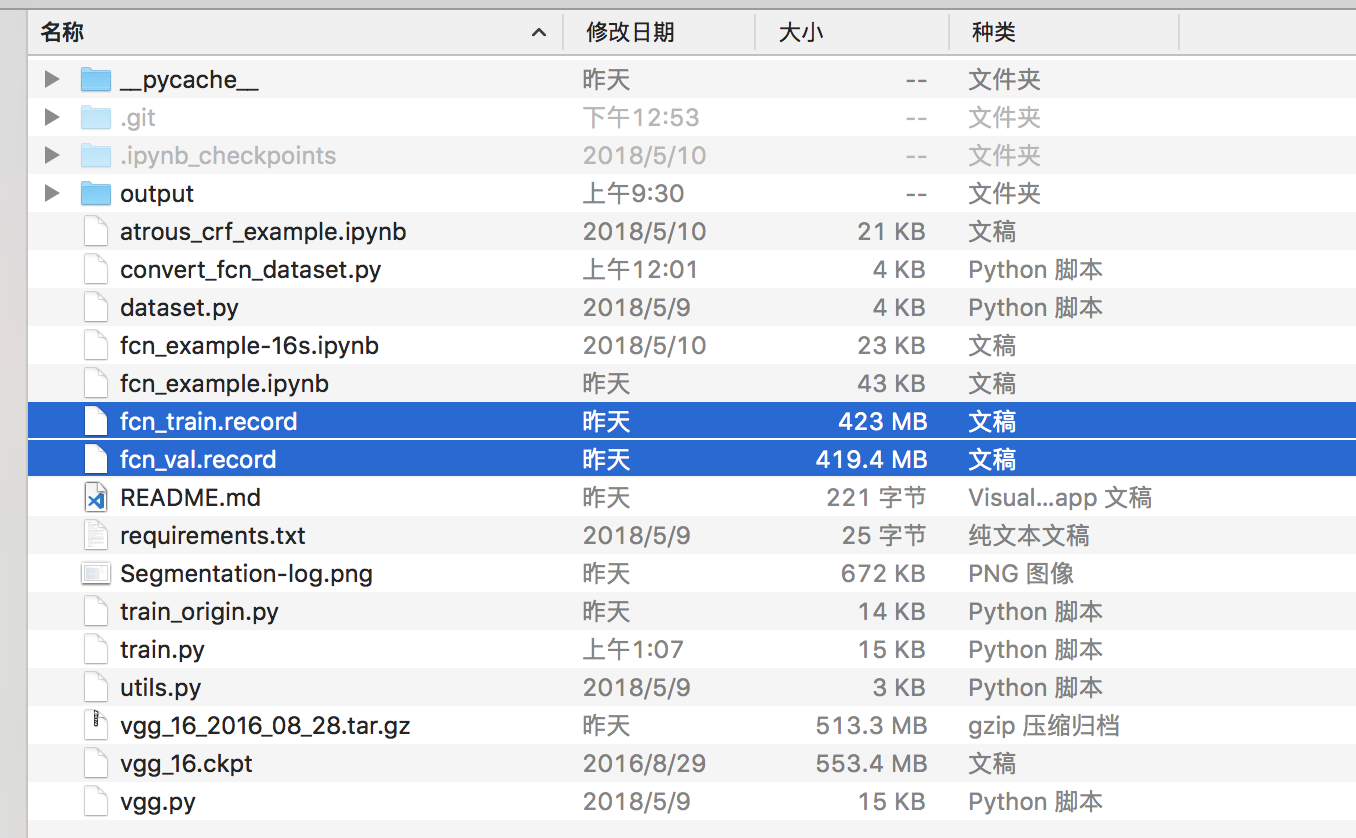 名称 修改日期 大小 种类
__pycache__ 昨天 -- 文件夹
.git 下午12:53 -- 文件夹
.ipynb_checkpoints 2018/5/10 -- 文件夹
output 上午9:30 -- 文件夹
atrous_crf_example.ipynb 2018/5/10 21 KB 文稿
convert_fcn_dataset.py 上午12:01 4 KB Python 脚本
dataset.py 2018/5/9 4 KB Python 脚本
fcn_example-16s.ipynb 2018/5/10 23 KB 文稿
fcn_example.ipynb 昨天 43 KB 文稿
fcn_train.record 昨天 423 MB 文稿
fcn_val.record 昨天 419.4 MB 文稿
README.md 昨天 221 字节 Visual...app 文稿
requirements.txt 2018/5/9 25 字节 纯文本文稿
Segmentation-log.png 昨天 672 KB PNG 图像
train_origin.py 昨天 14 KB Python 脚本
train.py 上午1:07 15 KB Python 脚本
utils.py 2018/5/9 3 KB Python 脚本
vgg_16_2016_08_28.tar.gz 昨天 513.3 MB gzip 压缩归档
vgg_16.ckpt 2016/8/29 553.4 MB 文稿
vgg.py 2018/5/9 15 KB Python 脚本